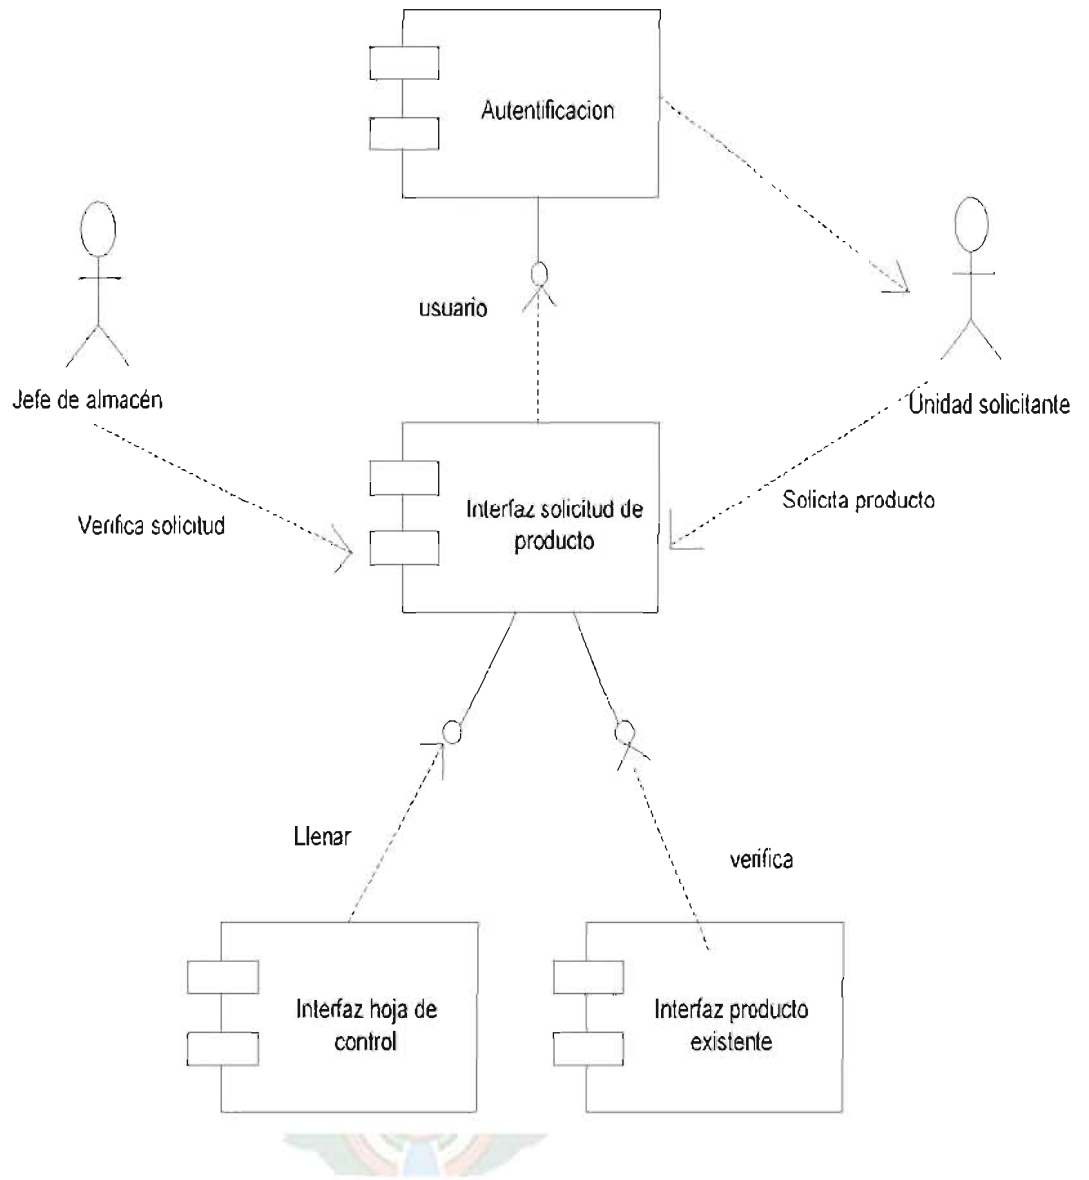 Autentificacion
usuario
Jefe de almacén
Unidad solicitante
Verifica solicitud
Interfaz solicitud de
producto
Solicita producto
Llenar
verifica
Interfaz hoja de
control
Interfaz producto
existente